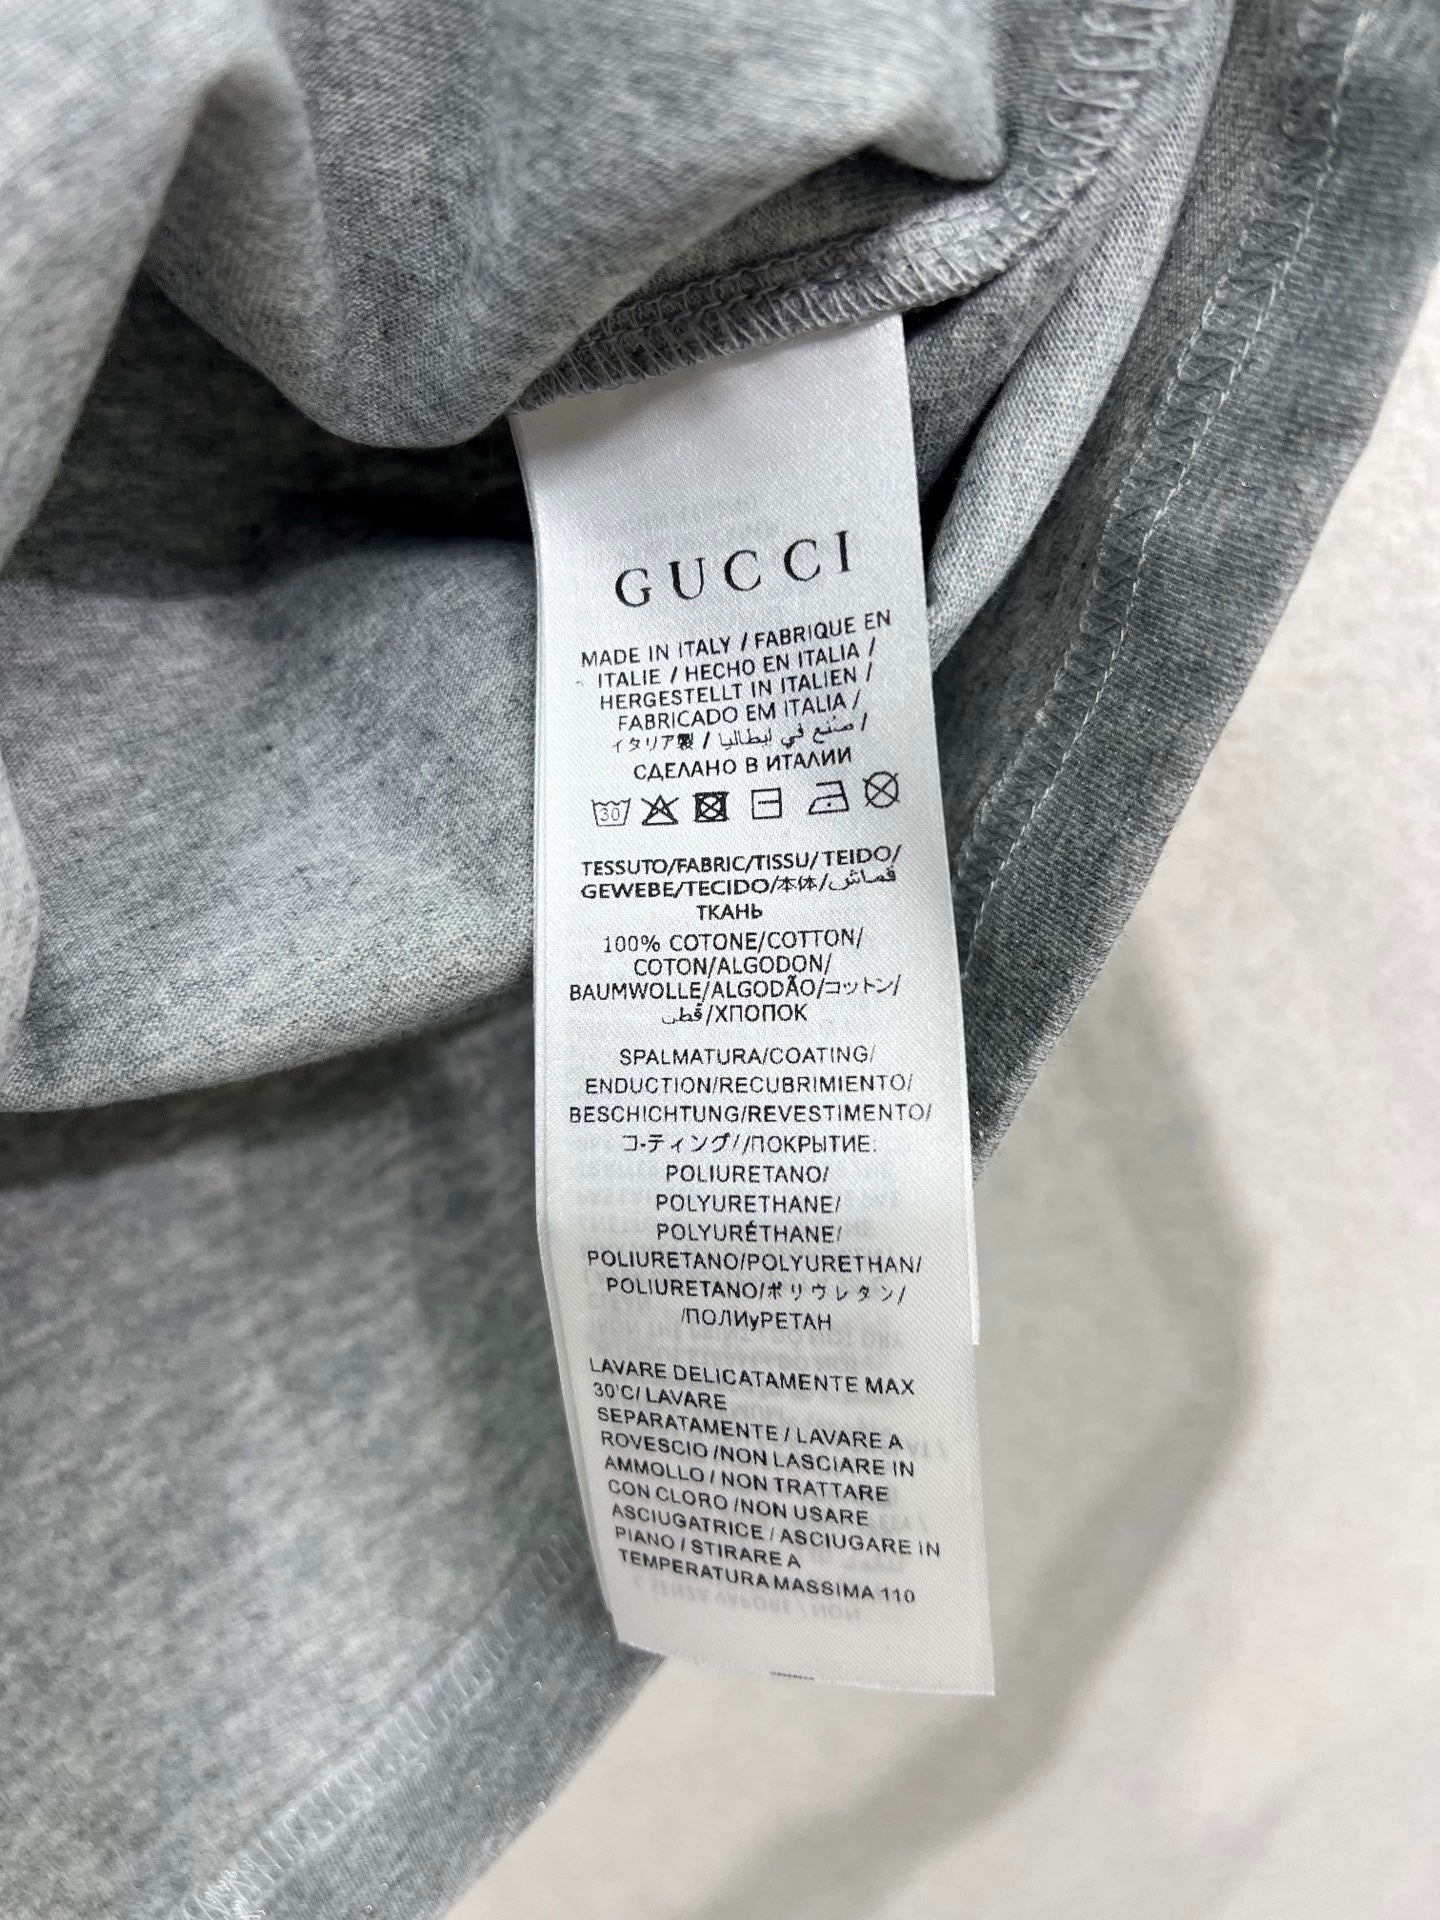 GUCCI
MADE IN ITALY / FABRIQUE EN
ITALIE / HECHO EN ITALIA /
HERGESTELLT IN ITALIEN /
FABRICADO EM ITALIA /
イタリア製 / صنع في إيطاليا /
СДЕЛАНО В ИТАЛИИ
30
TESSUTO/FABRIC/TISSU/TEIDO/
GEWEBE/TECIDO/本体/قماش
ТКАНЬ
100% COTONE/COTTON/
COTON/ALGODON/
BAUMWOLLE/ALGODÃO/コットン/
قطن/ХПОПОК
SPALMATURA/COATING/
ENDUCTION/RECUBRIMIENTO/
BESCHICHTUNG/REVESTIMENTO/
コ-ティング//ПОКРЫТИЕ:
POLIURETANO/
POLYURETHANE/
POLYURÉTHANE/
POLIURETANO/POLYURETHAN/
POLIURETANO/ポリウレタン/
/ПОЛИуРЕТАН
LAVARE DELICATAMENTE MAX
30'C/ LAVARE
SEPARATAMENTE / LAVARE A
ROVESCIO /NON LASCIARE IN
AMMOLLO / NON TRATTARE
CON CLORO /NON USARE
ASCIUGATRICE / ASCIUGARE IN
PIANO / STIRARE A
TEMPERATURA MASSIMA 110